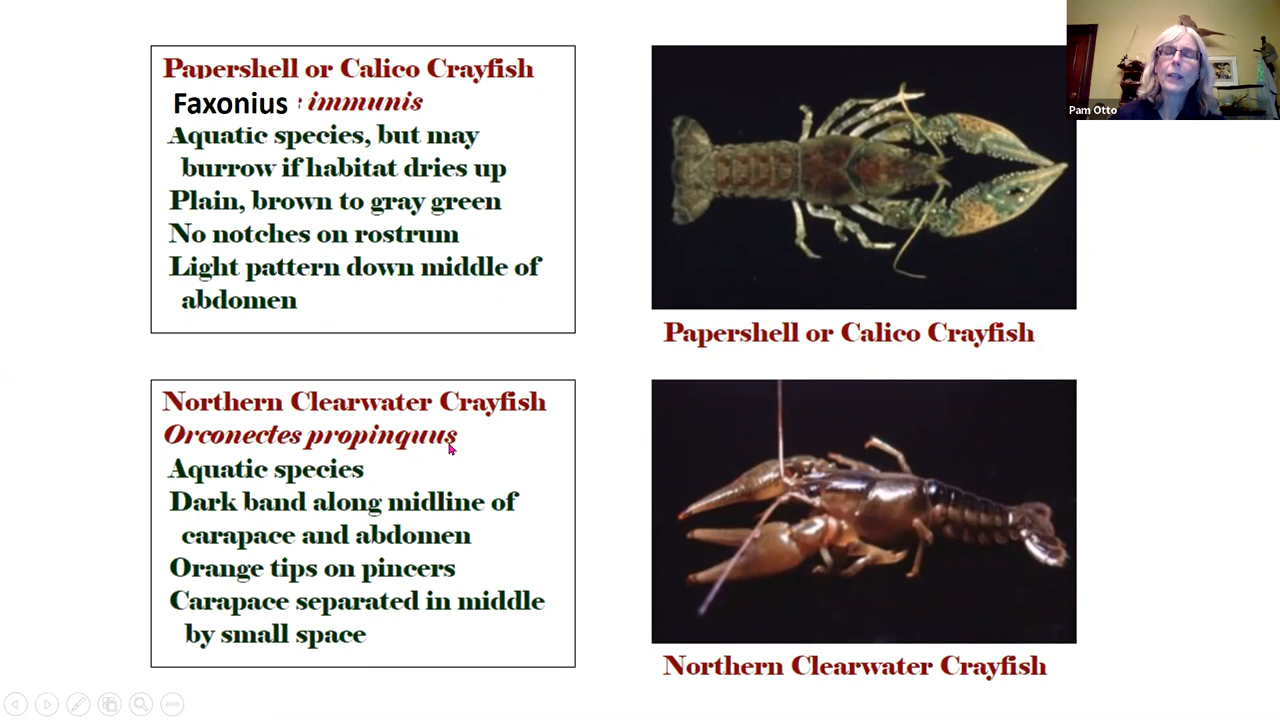 Papershell or Calico Crayfish
Faxonius immunis
Aquatic species, but may
burrow if habitat dries up
Plain, brown to gray green
No notches on rostrum
Light pattern down middle of
abdomen
Papershell or Calico Crayfish
Northern Clearwater Crayfish
Orconectes propinquus
Aquatic species
Dark band along midline of
carapace and abdomen
Orange tips on pincers
Carapace separated in middle
by small space
Northern Clearwater Crayfish
Pam Otto